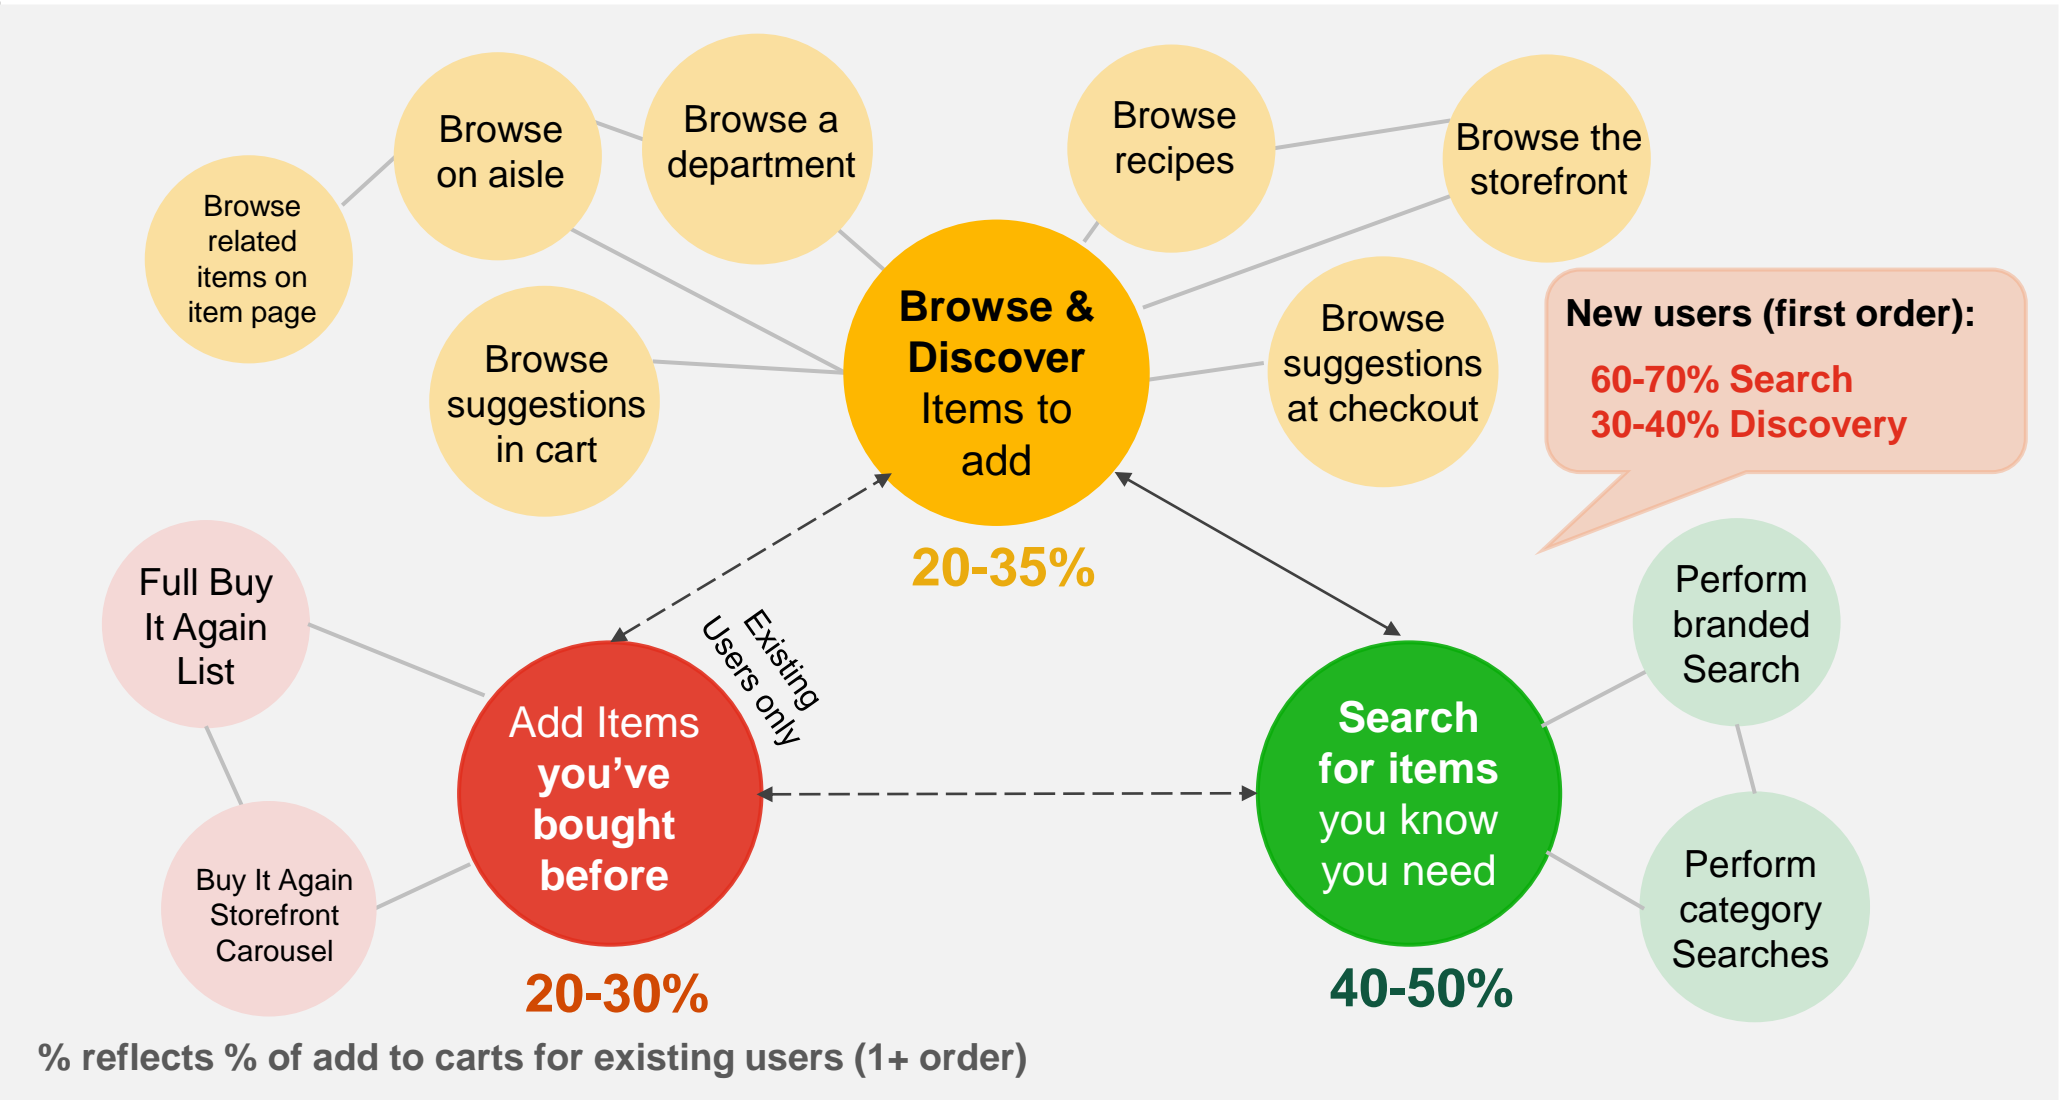 Browse
on aisle
Browse a
department
Browse
recipes
Browse the
storefront
Browse
related
items on
item page
Browse
suggestions
in cart
Browse &
Discover
Items to
add
20-35%
Browse
suggestions
at checkout
New users (first order):
60-70% Search
30-40% Discovery
Full Buy
It Again
List
Buy It Again
Storefront
Carousel
Existing
Users only
Add Items
you’ve
bought
before
20-30%
Search
for items
you know
you need
40-50%
Perform
branded
Search
Perform
category
Searches
% reflects % of add to carts for existing users (1+ order)